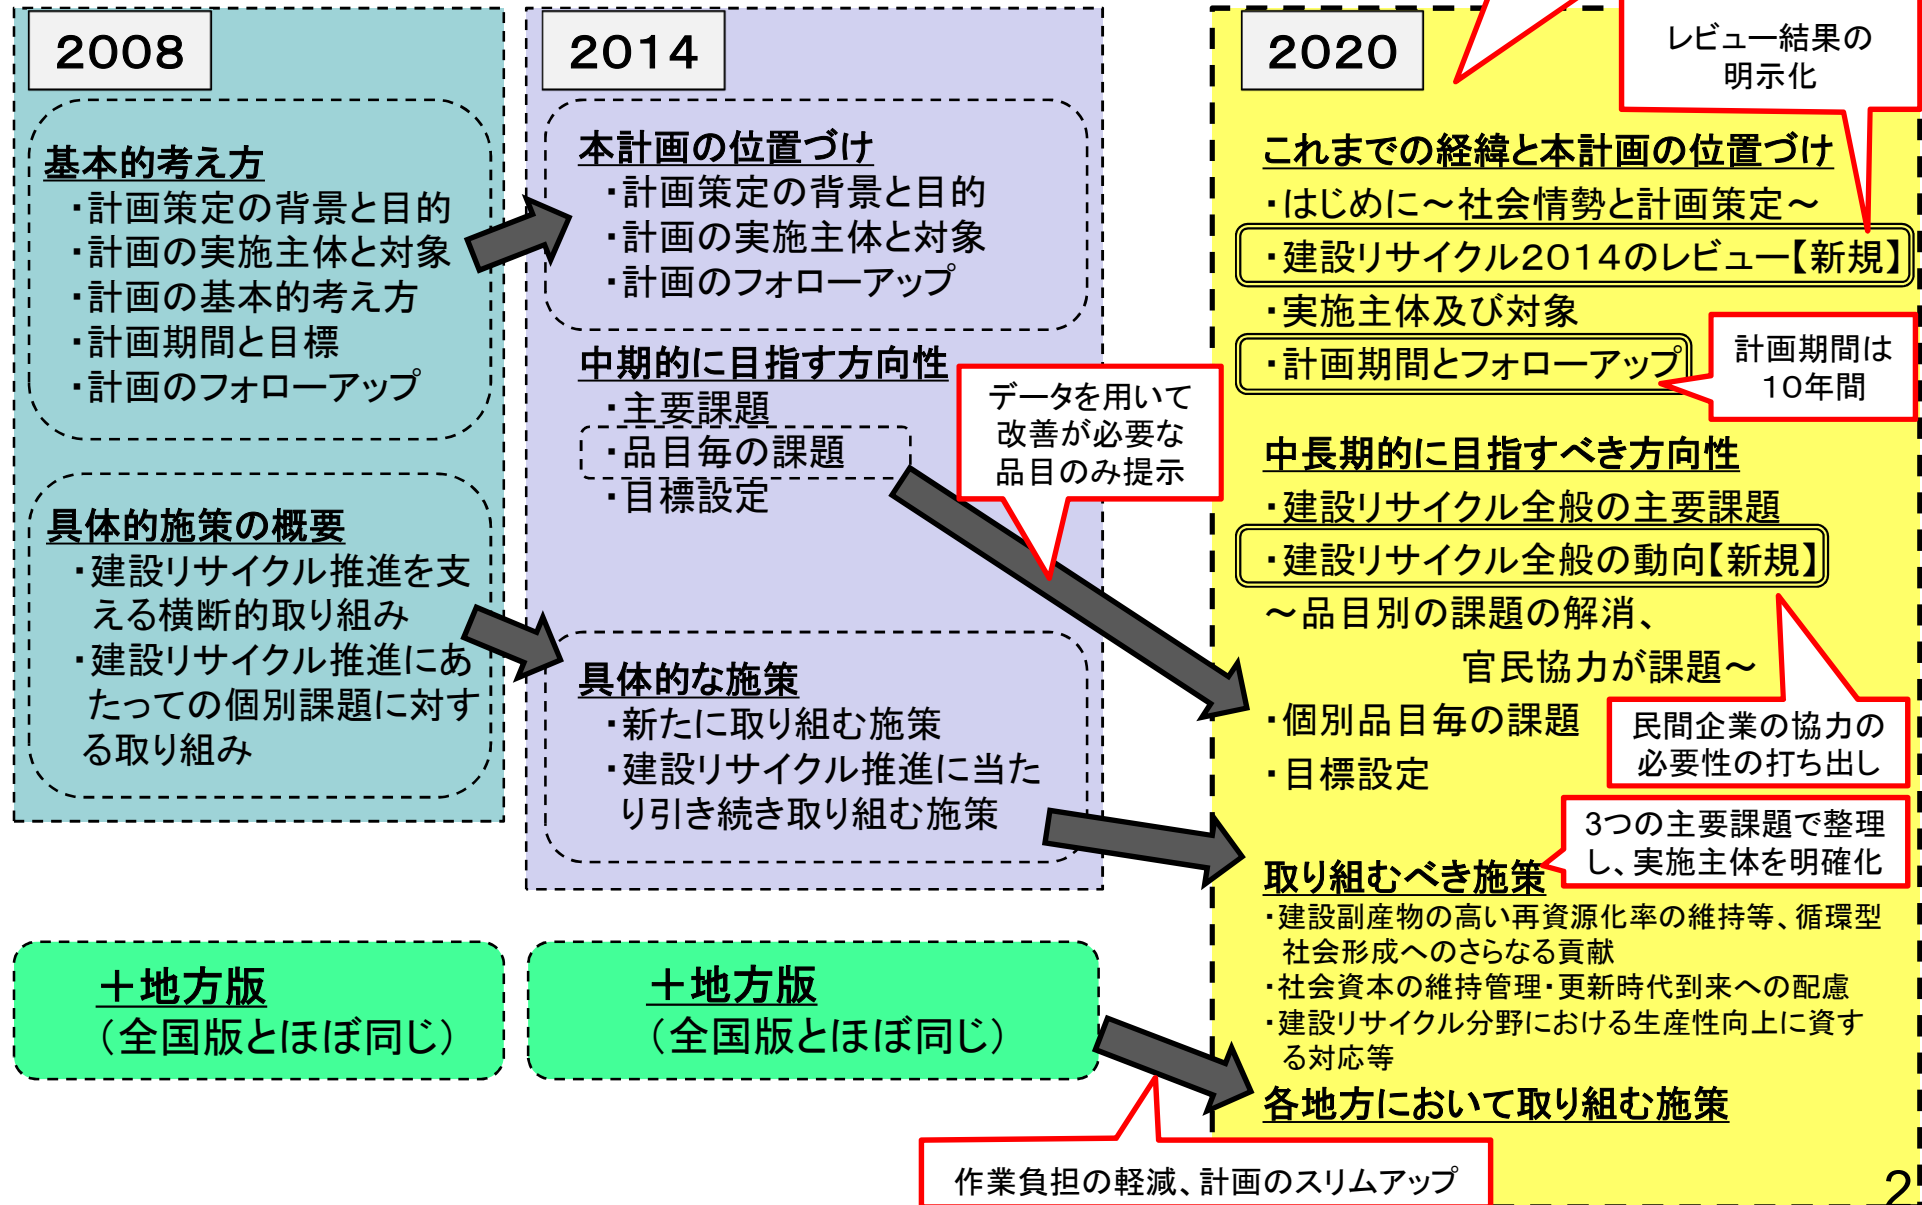 2008
基本的考え方
・計画策定の背景と目的
・計画の実施主体と対象
・計画の基本的考え方
・計画期間と目標
・計画のフォローアップ
具体的施策の概要
・建設リサイクル推進を支
える横断的取り組み
・建設リサイクル推進にあ
たっての個別課題に対す
る取り組み
＋地方版
（全国版とほぼ同じ）
2014
本計画の位置づけ
・計画策定の背景と目的
・計画の実施主体と対象
・計画のフォローアップ
中期的に目指す方向性
・主要課題
・品目毎の課題
・目標設定
データを用いて
改善が必要な
品目のみ提示
具体的な施策
・新たに取り組む施策
・建設リサイクル推進に当た
り引き続き取り組む施策
＋地方版
（全国版とほぼ同じ）
作業負担の軽減、計画のスリムアップ
2020
レビュー結果の
明示化
これまでの経緯と本計画の位置づけ
・はじめに～社会情勢と計画策定～
・建設リサイクル2014のレビュー【新規】
・実施主体及び対象
・計画期間とフォローアップ
計画期間は
10年間
中長期的に目指すべき方向性
・建設リサイクル全般の主要課題
・建設リサイクル全般の動向【新規】
～品目別の課題の解消、
官民協力が課題～
・個別品目毎の課題
・目標設定
民間企業の協力の
必要性の打ち出し
3つの主要課題で整理
し、実施主体を明確化
取り組むべき施策
・建設副産物の高い再資源化率の維持等、循環型
社会形成へのさらなる貢献
・社会資本の維持管理・更新時代到来への配慮
・建設リサイクル分野における生産性向上に資す
る対応等
各地方において取り組む施策
2